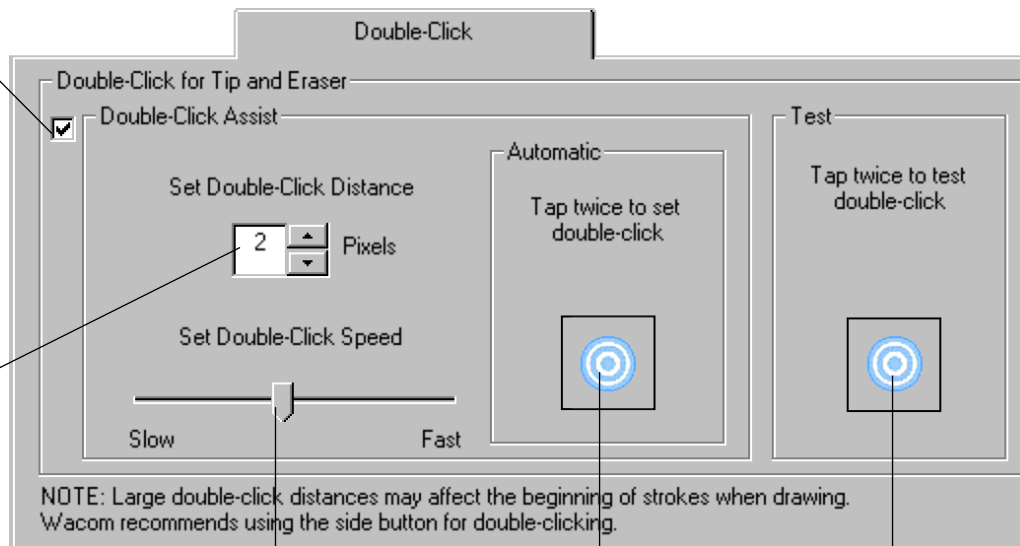 Double-Click
Double-Click for Tip and Eraser
Double-Click Assist
Set Double-Click Distance
2
Pixels
Set Double-Click Speed
Slow
Fast
Automatic
Tap twice to set
double-click
Test
Tap twice to test
double-click
NOTE: Large double-click distances may affect the beginning of strokes when drawing.
Wacom recommends using the side button for double-clicking.